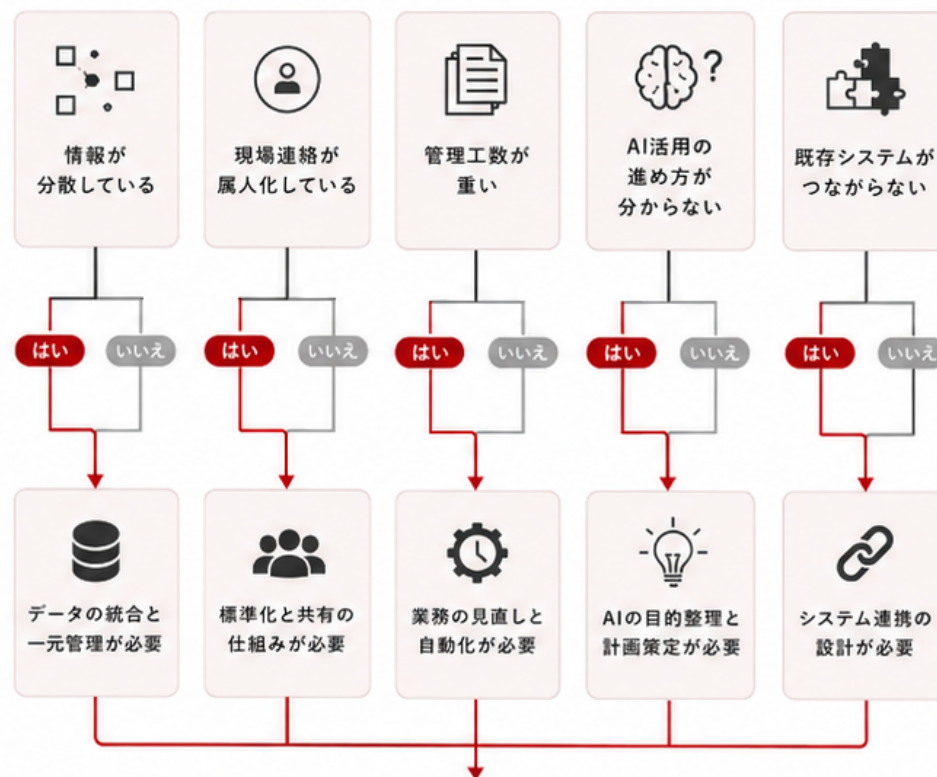 情報が
分散している
現場連絡が
属人化している
管理工数が
重い
AI活用の
進め方が
分からない
既存システムが
つながらない
はい
いいえ
はい
いいえ
はい
いいえ
はい
いいえ
はい
いいえ
データの統合と
一元管理が必要
標準化と共有の
仕組みが必要
業務の見直しと
自動化が必要
AIの目的整理と
計画策定が必要
システム連携の
設計が必要